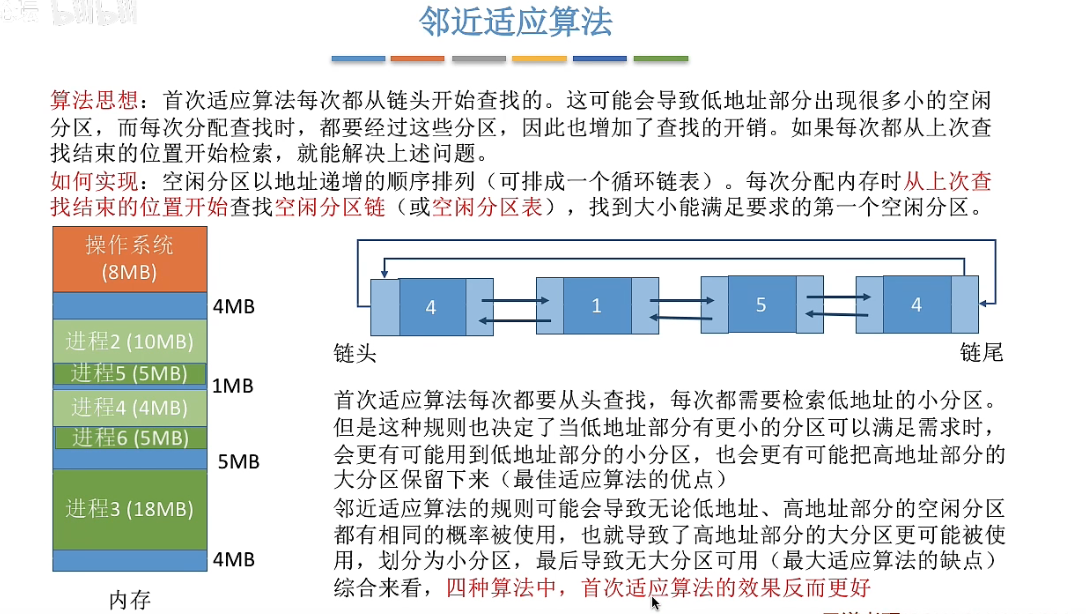 邻近适应算法
算法思想：首次适应算法每次都从链头开始查找的。这可能会导致低地址部分出现很多小的空闲
分区，而每次分配查找时，都要经过这些分区，因此也增加了查找的开销。如果每次都从上次查
找结束的位置开始检索，就能解决上述问题。
如何实现：空闲分区以地址递增的顺序排列（可排成一个循环链表）。每次分配内存时从上次查
找结束的位置开始查找空闲分区链（或空闲分区表），找到大小能满足要求的第一个空闲分区。
操作系统
(8MB)
4MB
进程2 (10MB)
进程5 (5MB)
1MB
进程4 (4MB)
进程6 (5MB)
5MB
进程3 (18MB)
4MB
内存
4
1
5
4
链头
链尾
首次适应算法每次都要从头查找，每次都需要检索低地址的小分区。
但是这种规则也决定了当低地址部分有更小的分区可以满足需求时，
会更有可能用到低地址部分的小分区，也会更有可能把高地址部分的
大分区保留下来（最佳适应算法的优点）
邻近适应算法的规则可能会导致无论低地址、高地址部分的空闲分区
都有相同的概率被使用，也就导致了高地址部分的大分区更可能被使
用，划分为小分区，最后导致无大分区可用（最大适应算法的缺点）
综合来看，四种算法中，首次适应算法的效果反而更好